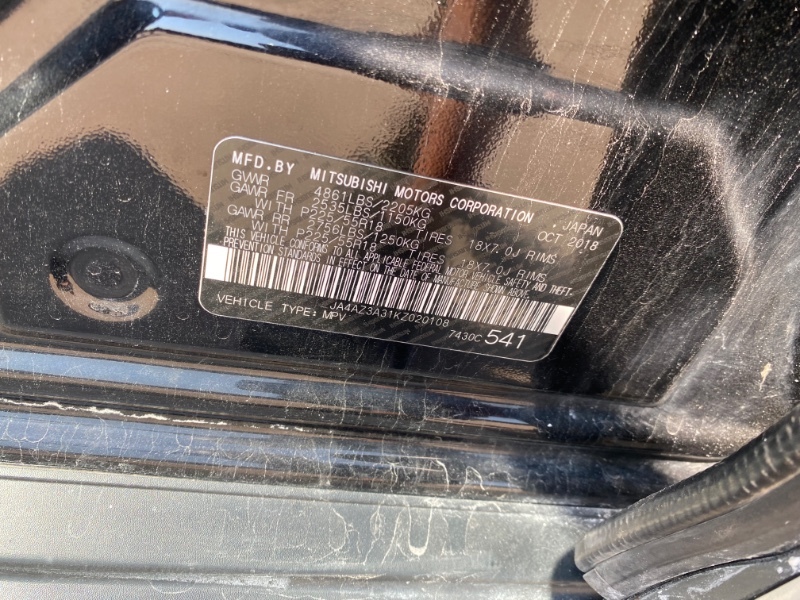 MFD.BY MITSUBISHI MOTORS CORPORATION , JAPAN
GVWR 4861LBS/2205KG OCT 2018
GAWR FR 2535LBS/1150KG
WITH P225/55R18 TIRES 18X7.0J RIMS
GAWR RR 2756LBS/1250KG
WITH P225/55R18 TIRES 18X7.0J RIMS
THIS VEHICLE CONFORMS TO ALL APPLICABLE FEDERAL MOTOR VEHICLE SAFETY AND THEFT
PREVENTION STANDARDS IN EFFECT ON THE DATE OF MANUFACTURE SHOWN ABOVE.
JA4AZ3A31KZ020108
VEHICLE TYPE: MPV 7430C 541